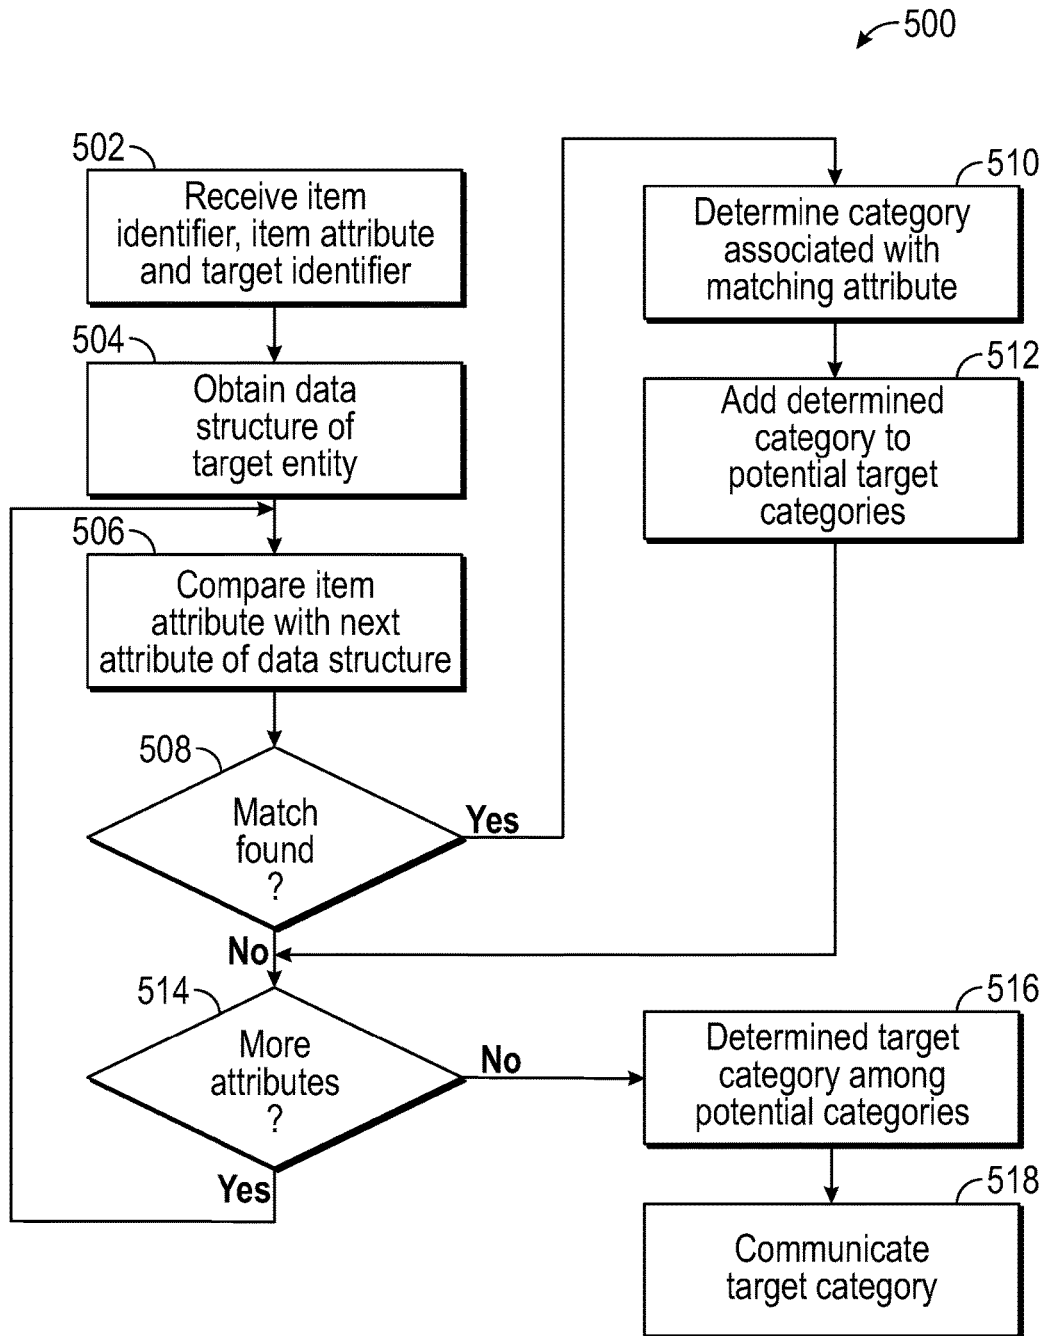 500
502
Receive item
identifier, item attribute
and target identifier
504
Obtain data
structure of
target entity
506
Compare item
attribute with next
attribute of data structure
508
Match
found
?
Yes
No
510
Determine category
associated with
matching attribute
512
Add determined
category to
potential target
categories
514
More
attributes
?
No
Yes
516
Determined target
category among
potential categories
518
Communicate
target category